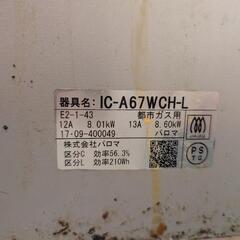 器具名: IC-A67WCH-L
E2-1-43 都市ガス用
12A 8.01kW 13A 8.60kW
17-09-400049 パロマ
株式会社パロマ
区分C 効率56.3%
区分L 効率210Wh
PS
TG